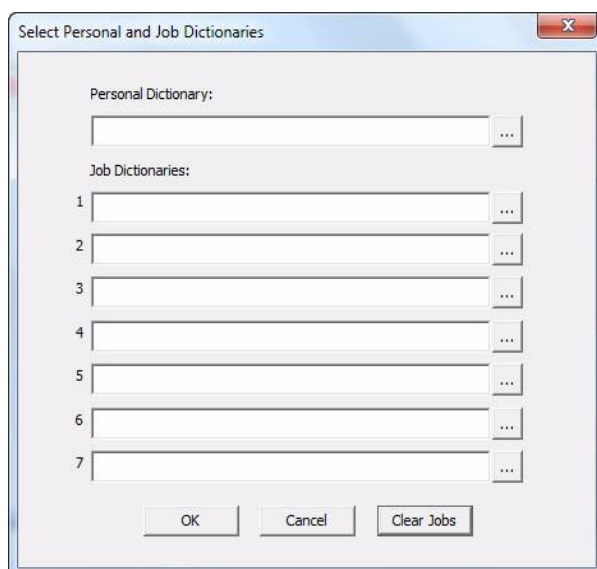 Select Personal and Job Dictionaries
Personal Dictionary:
...
Job Dictionaries:
1 ...
2 ...
3 ...
4 ...
5 ...
6 ...
7 ...
OK Cancel Clear Jobs